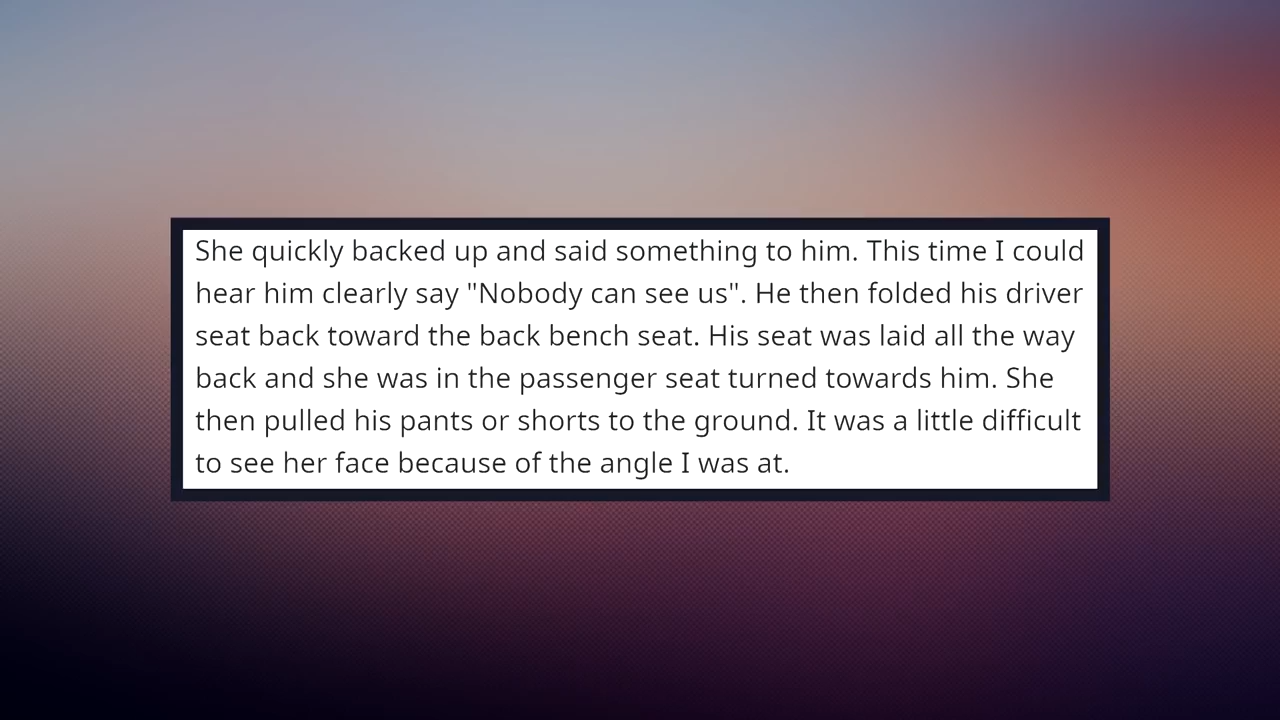 She quickly backed up and said something to him. This time I could
hear him clearly say "Nobody can see us". He then folded his driver
seat back toward the back bench seat. His seat was laid all the way
back and she was in the passenger seat turned towards him. She
then pulled his pants or shorts to the ground. It was a little difficult
to see her face because of the angle I was at.